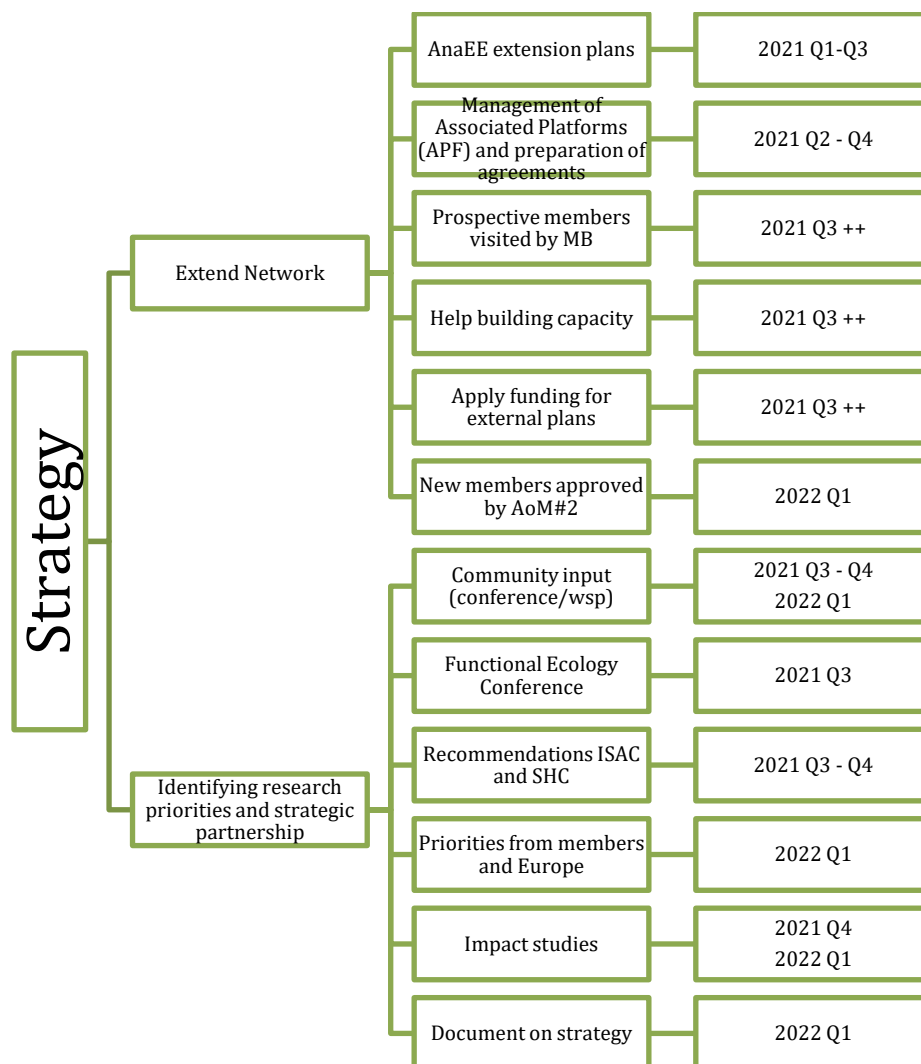 Strategy
Extend Network
AnaEE extension plans
2021 Q1-Q3
Management of
Associated Platforms
(APF) and preparation of
agreements
2021 Q2 - Q4
Prospective members
visited by MB
2021 Q3 ++
Help building capacity
2021 Q3 ++
Apply funding for
external plans
2021 Q3 ++
New members approved
by AoM#2
2022 Q1
Identifying research
priorities and strategic
partnership
Community input
(conference/wsp)
2021 Q3 - Q4
2022 Q1
Functional Ecology
Conference
2021 Q3
Recommendations ISAC
and SHC
2021 Q3 - Q4
Priorities from members
and Europe
2022 Q1
Impact studies
2021 Q4
2022 Q1
Document on strategy
2022 Q1